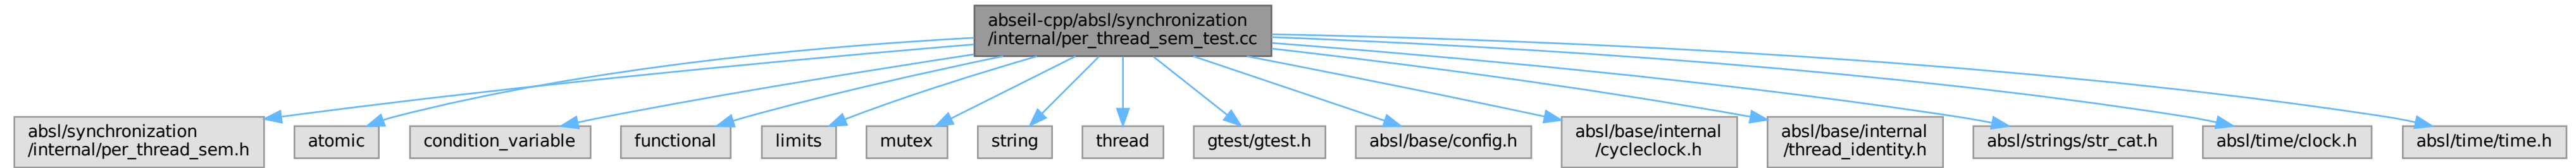 abseil-cpp/absl/synchronization
/internal/per_thread_sem_test.cc
absl/synchronization
/internal/per_thread_sem.h
atomic
condition_variable
functional
limits
mutex
string
thread
gtest/gtest.h
absl/base/config.h
absl/base/internal
/cycleclock.h
absl/base/internal
/thread_identity.h
absl/strings/str_cat.h
absl/time/clock.h
absl/time/time.h